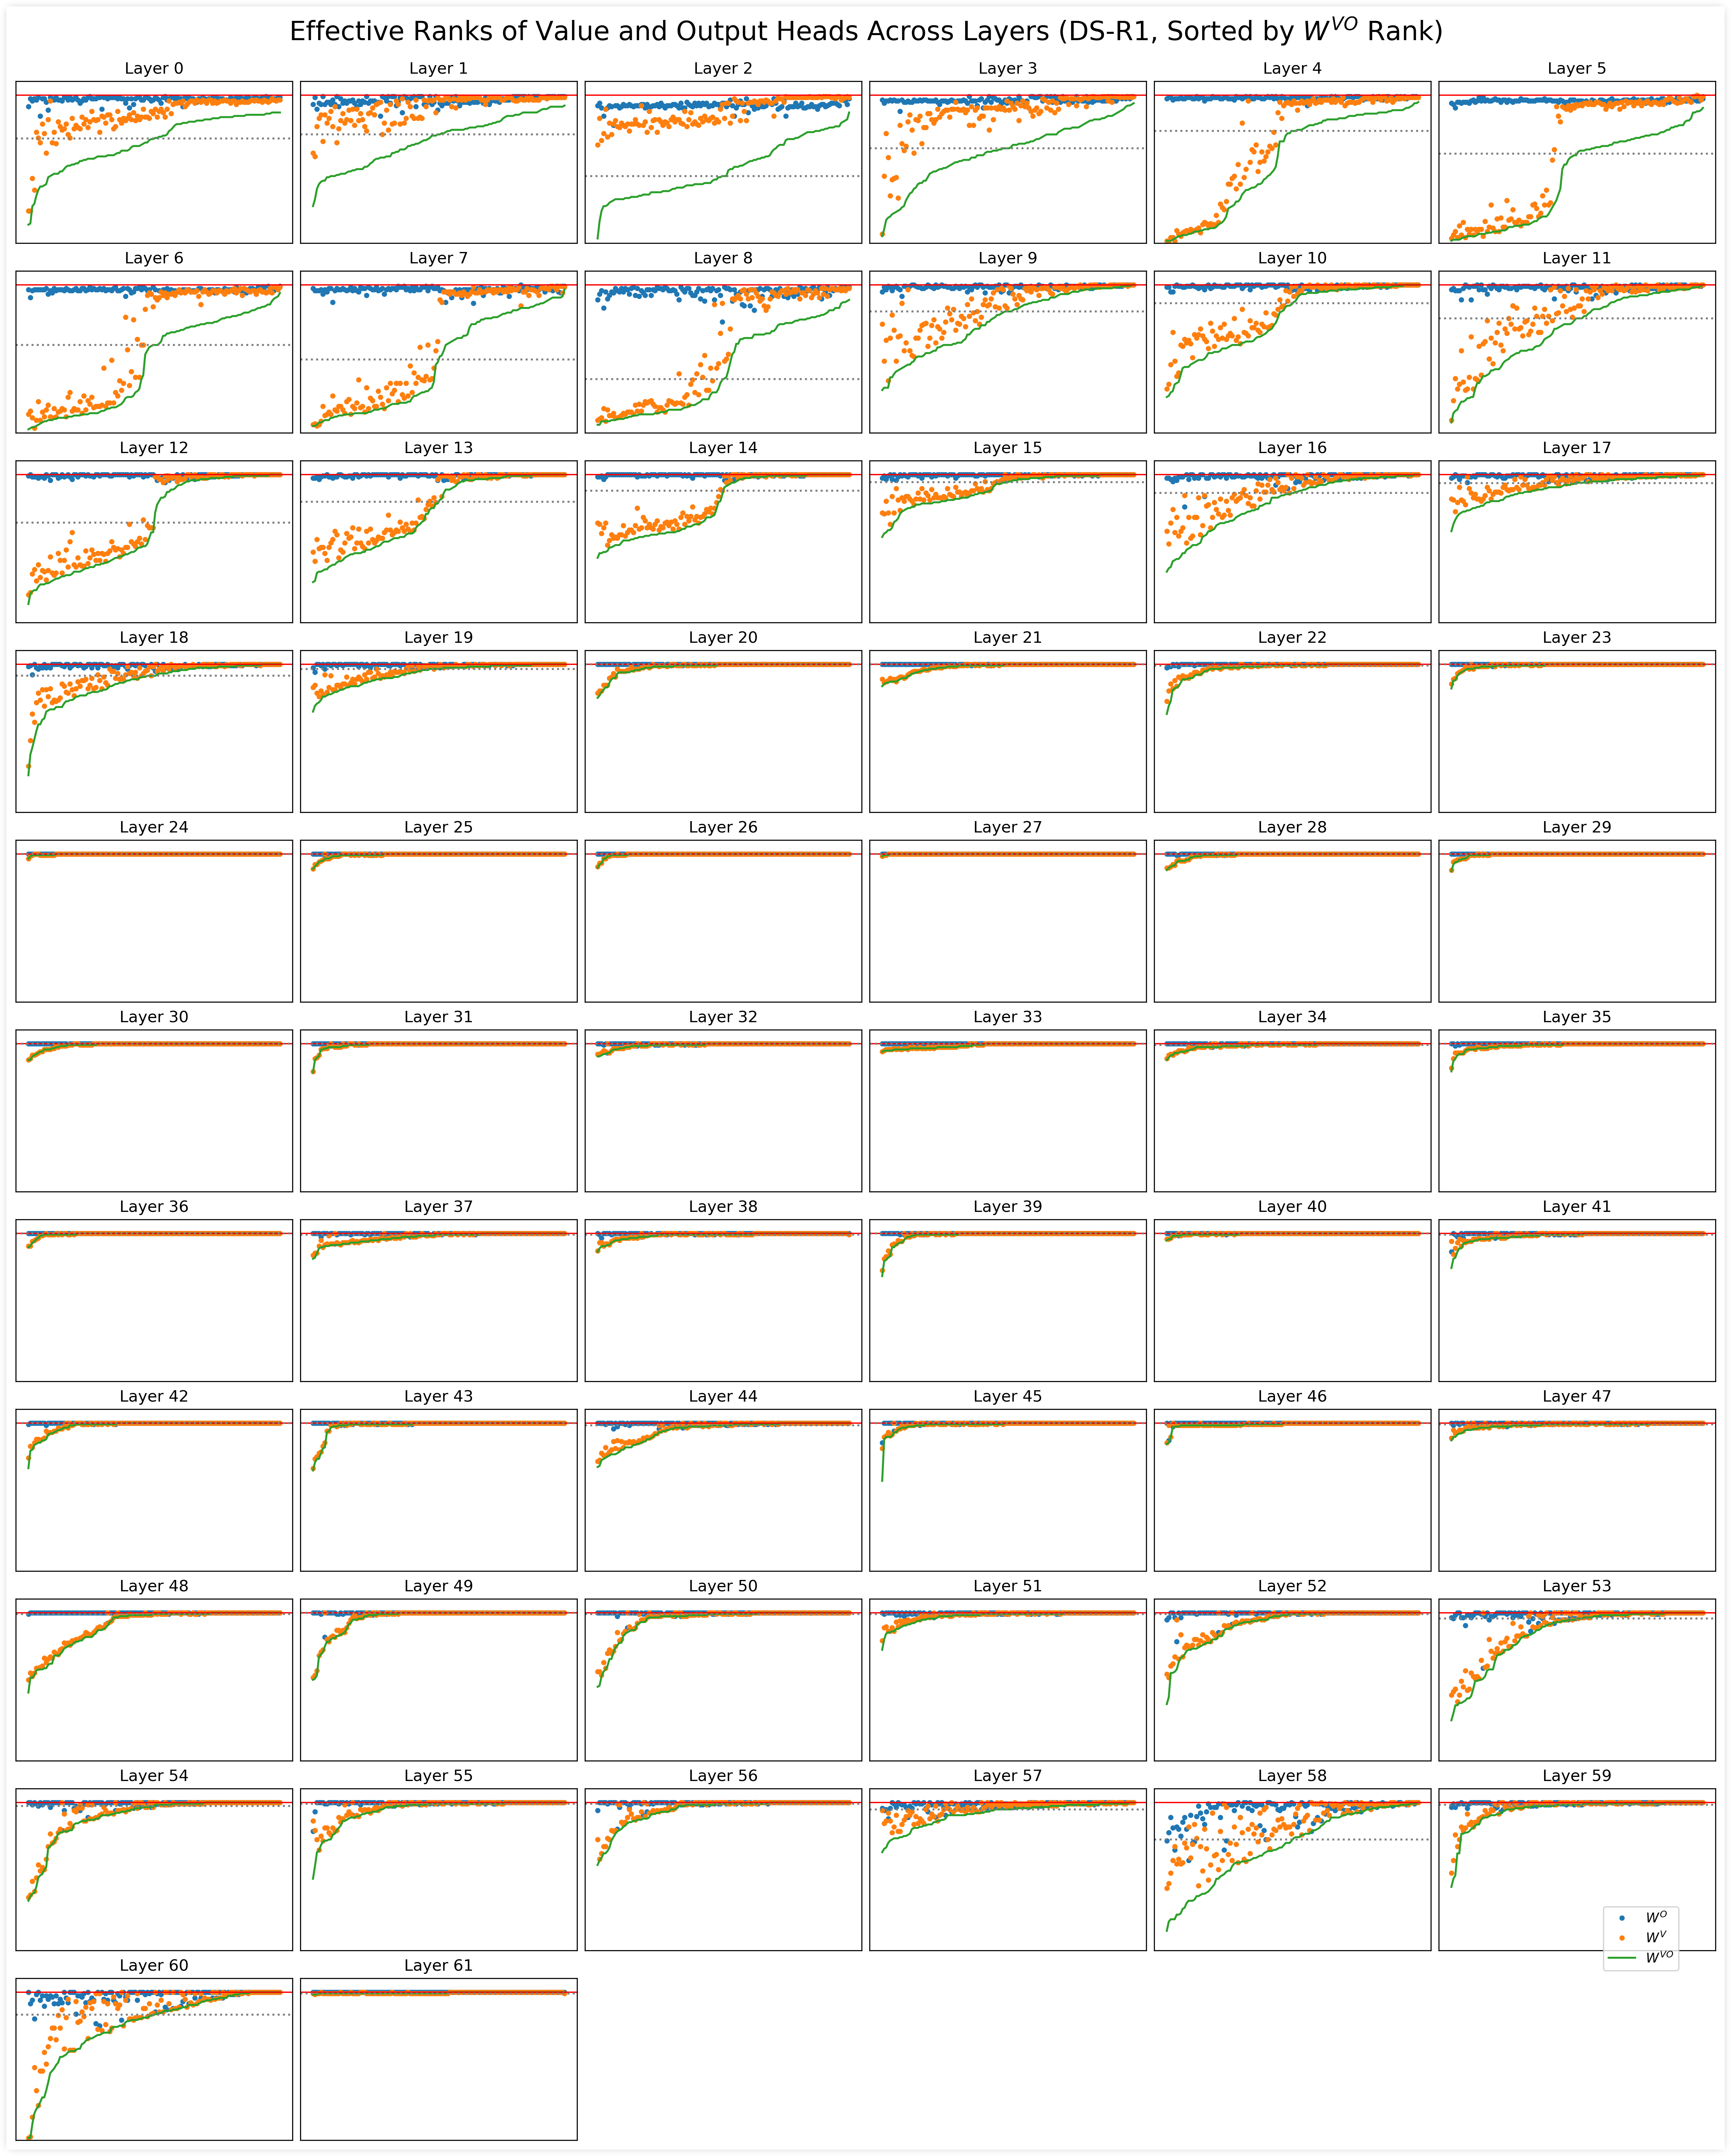 Effective Ranks of Value and Output Heads Across Layers (DS-R1, Sorted by W^{VO} Rank)
Layer 0
Layer 1
Layer 2
Layer 3
Layer 4
Layer 5
Layer 6
Layer 7
Layer 8
Layer 9
Layer 10
Layer 11
Layer 12
Layer 13
Layer 14
Layer 15
Layer 16
Layer 17
Layer 18
Layer 19
Layer 20
Layer 21
Layer 22
Layer 23
Layer 24
Layer 25
Layer 26
Layer 27
Layer 28
Layer 29
Layer 30
Layer 31
Layer 32
Layer 33
Layer 34
Layer 35
Layer 36
Layer 37
Layer 38
Layer 39
Layer 40
Layer 41
Layer 42
Layer 43
Layer 44
Layer 45
Layer 46
Layer 47
Layer 48
Layer 49
Layer 50
Layer 51
Layer 52
Layer 53
Layer 54
Layer 55
Layer 56
Layer 57
Layer 58
Layer 59
W^O
W^V
W^{VO}
Layer 60
Layer 61